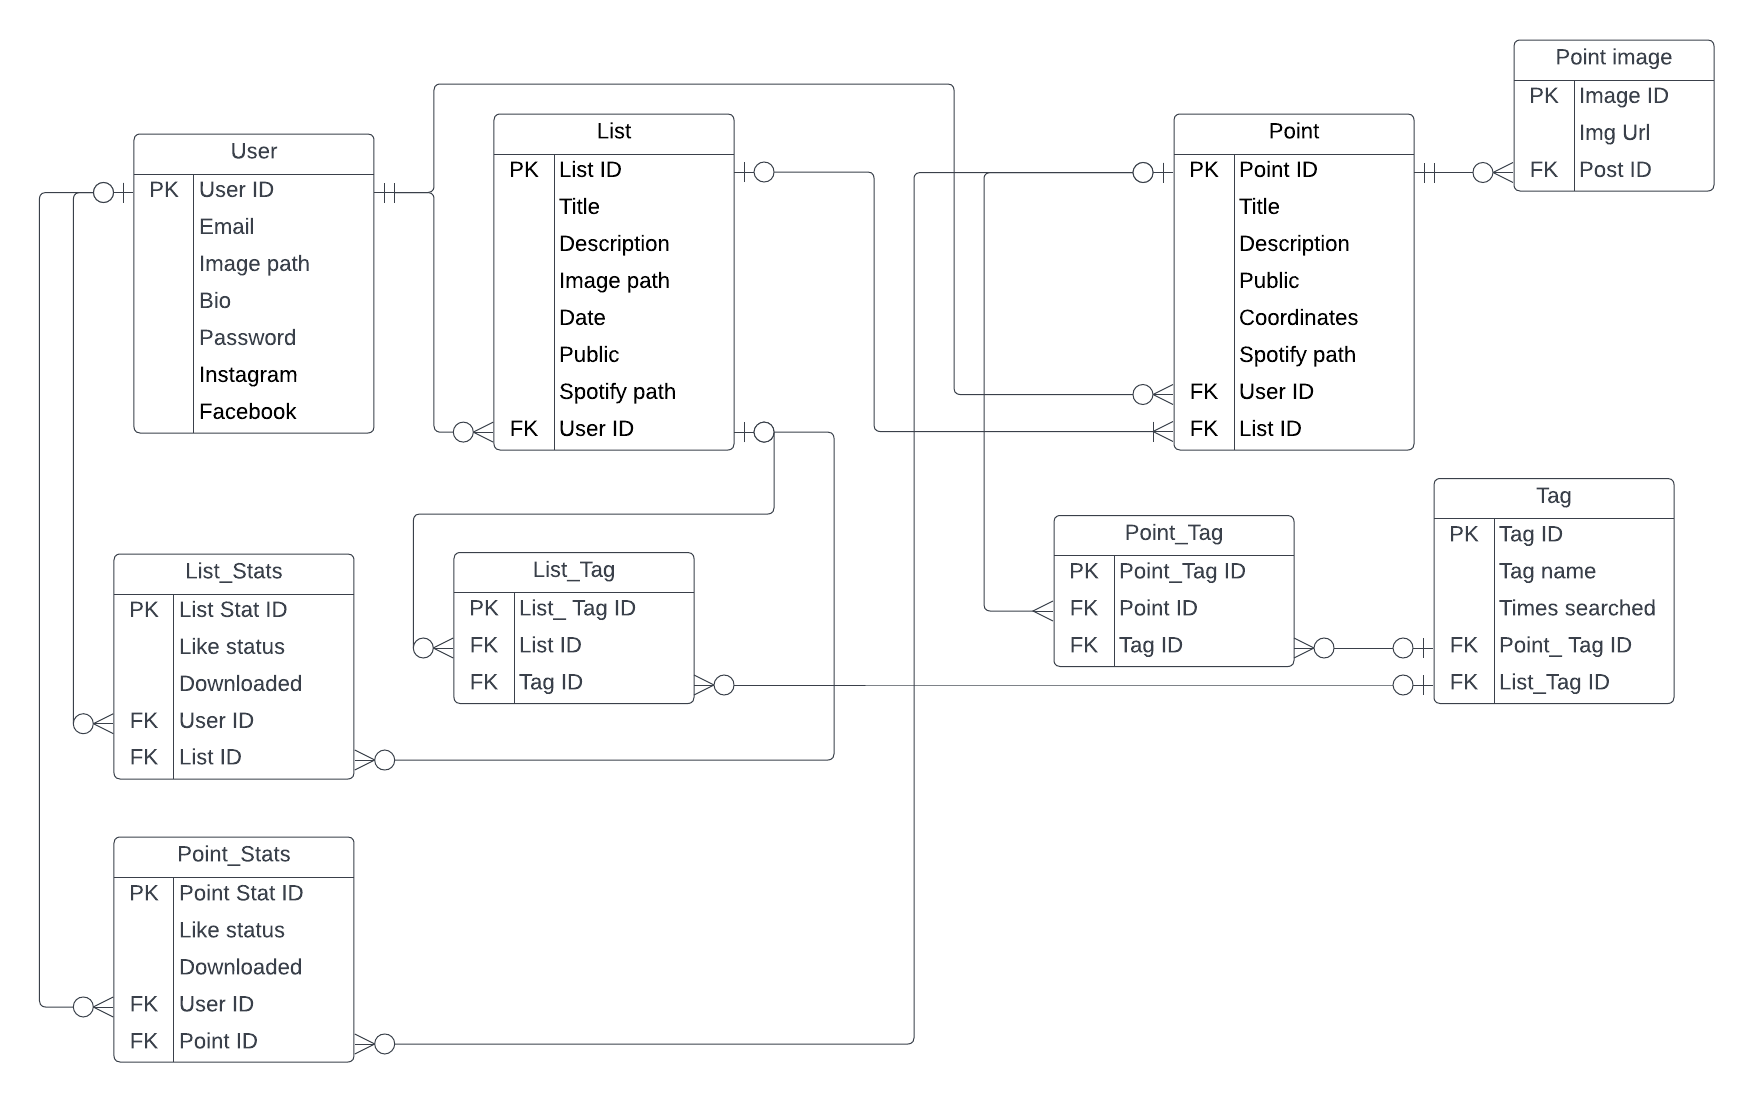 User
PK User ID
Email
Image path
Bio
Password
Instagram
Facebook
List
PK List ID
Title
Description
Image path
Date
Public
Spotify path
FK User ID
Point
PK Point ID
Title
Description
Public
Coordinates
Spotify path
FK User ID
FK List ID
Point image
PK Image ID
Img Url
FK Post ID
List_Stats
PK List Stat ID
Like status
Downloaded
FK User ID
FK List ID
List_Tag
PK List_ Tag ID
FK List ID
FK Tag ID
Point_Tag
PK Point_Tag ID
FK Point ID
FK Tag ID
Tag
PK Tag ID
Tag name
Times searched
FK Point_ Tag ID
FK List_Tag ID
Point_Stats
PK Point Stat ID
Like status
Downloaded
FK User ID
FK Point ID